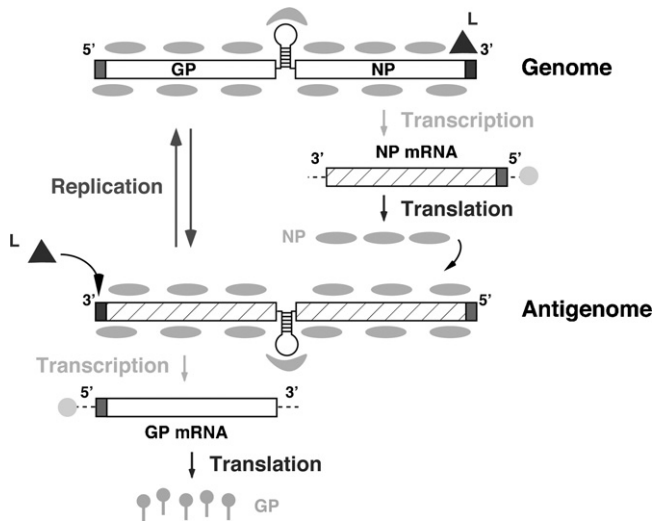 L
5' 3'
GP NP Genome
Transcription
NP mRNA
3' 5'
Replication
Translation
NP
L
3' 5'
Antigenome
Transcription
5' 3'
GP mRNA
Translation
GP